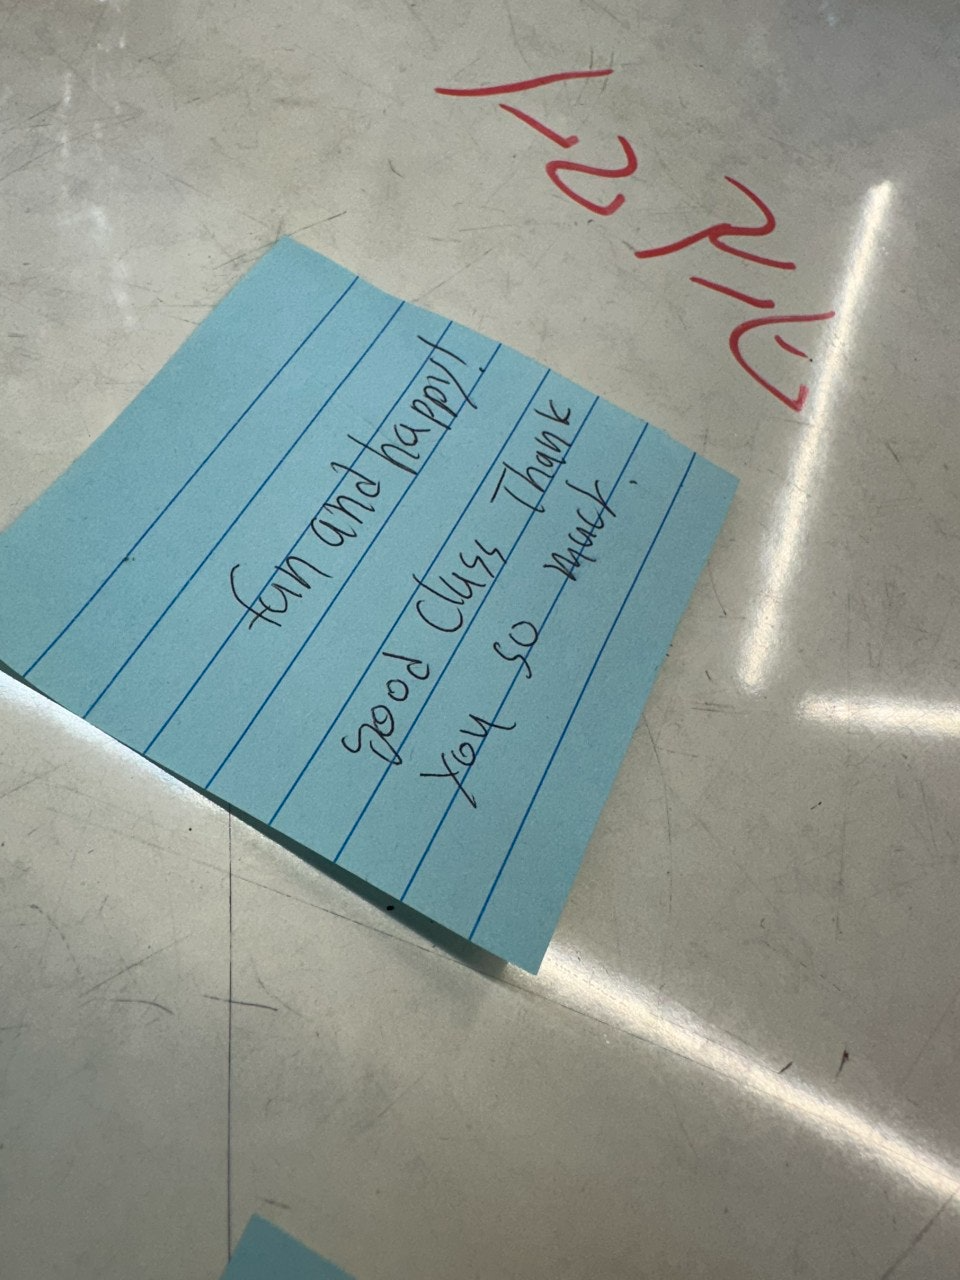 fun and happy!
good class Thank
you so much.